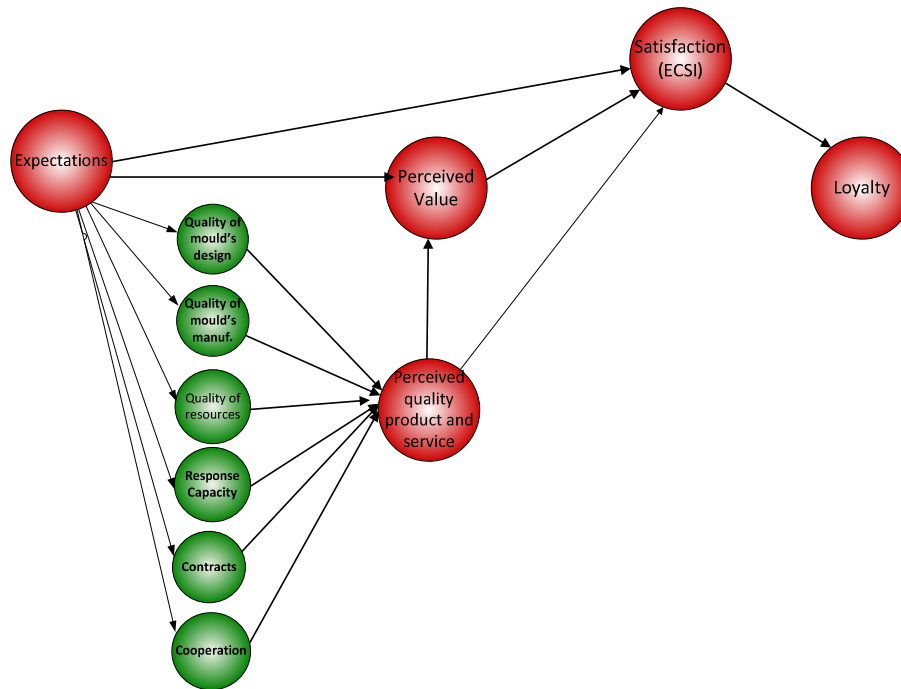 Satisfaction
(ECSI)
Expectations
Perceived
Value
Loyalty
Quality of
mould's
design
Quality of
mould's
manuf.
Quality of
resources
Perceived
quality
product and
service
Response
Capacity
Contracts
Cooperation